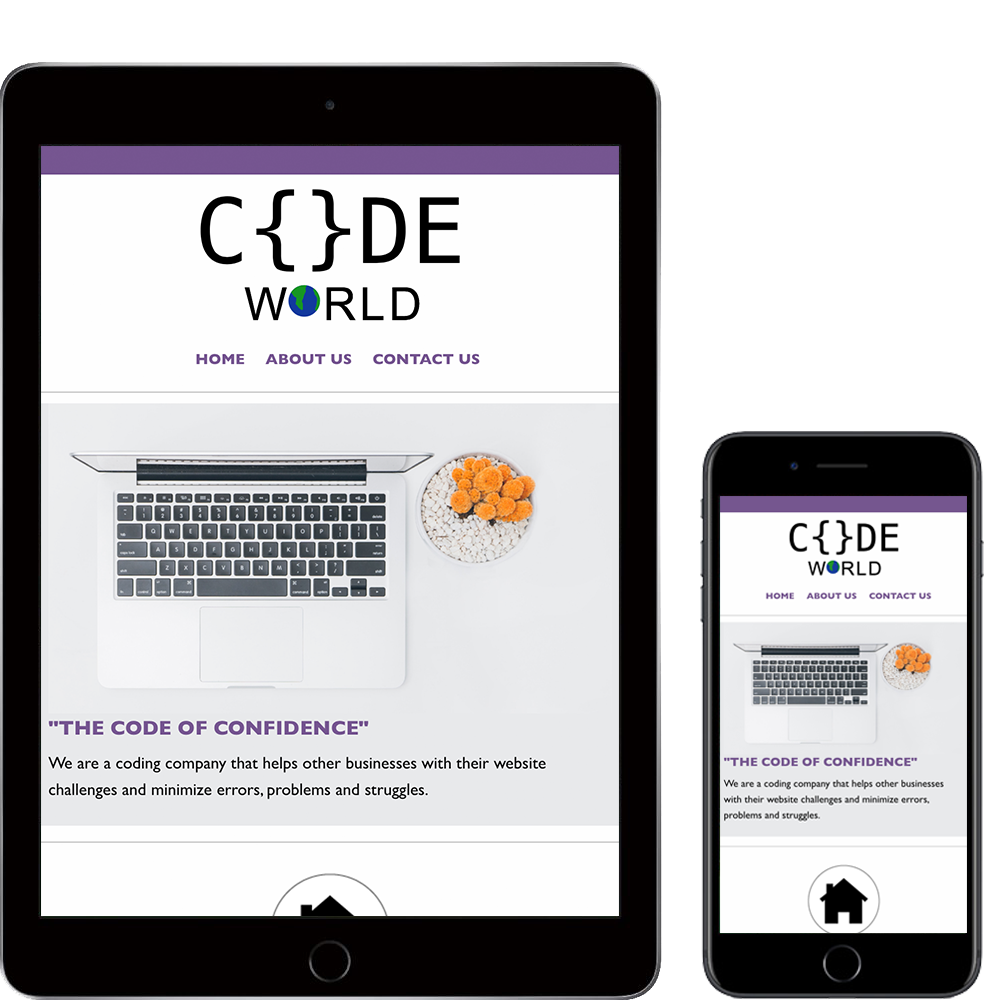 C{}DE
WORLD
HOME ABOUT US CONTACT US
"THE CODE OF CONFIDENCE"
We are a coding company that helps other businesses with their website
challenges and minimize errors, problems and struggles.
C{}DE
WORLD
HOME ABOUT US CONTACT US
"THE CODE OF CONFIDENCE"
We are a coding company that helps other businesses
with their website challenges and minimize errors,
problems and struggles.